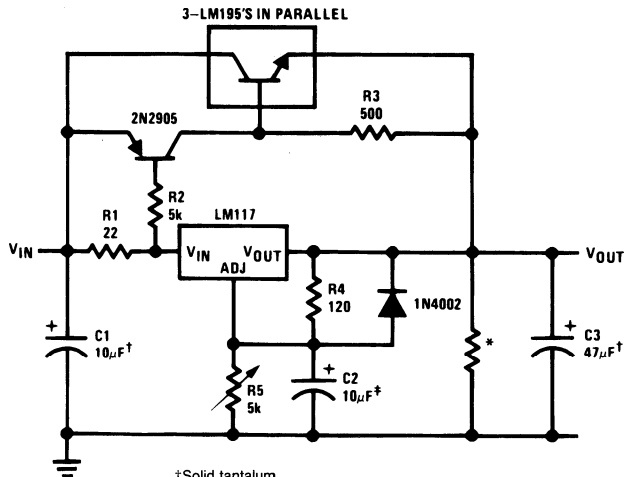 3–LM195'S IN PARALLEL
2N2905
R3
500
R2
5k
LM117
R1
22
VIN
VIN
VOUT
ADJ
VOUT
R4
120
1N4002
*
C1
10µF†
C3
47µF†
R5
5k
C2
10µF‡
†Solid tantalum